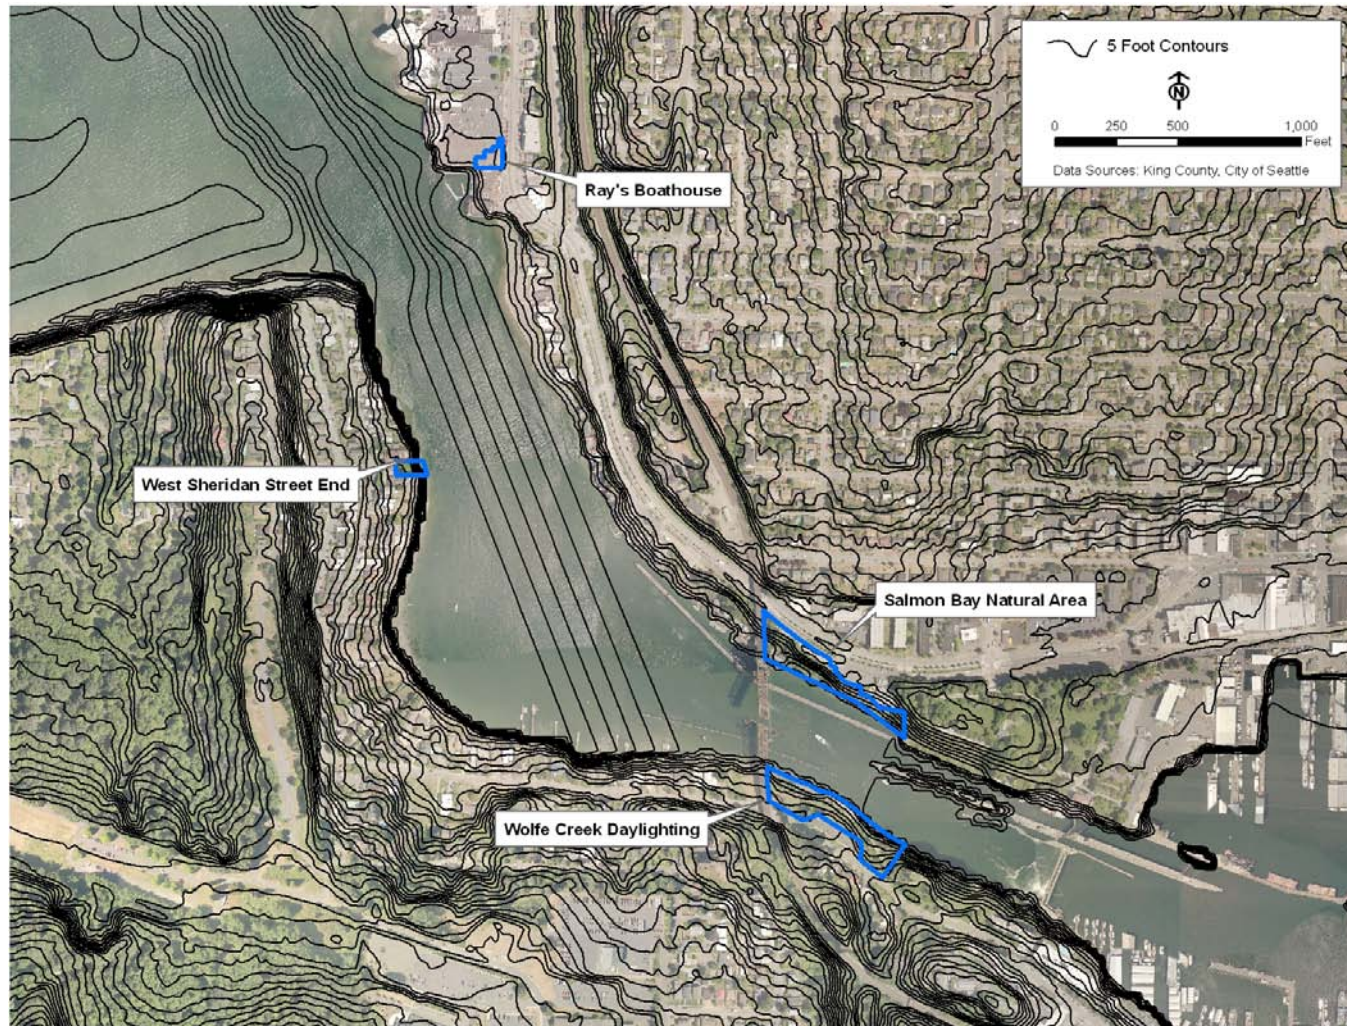 5 Foot Contours
N
0 250 500 1,000
Feet
Data Sources: King County, City of Seattle
Ray's Boathouse
West Sheridan Street End
Salmon Bay Natural Area
Wolfe Creek Daylighting